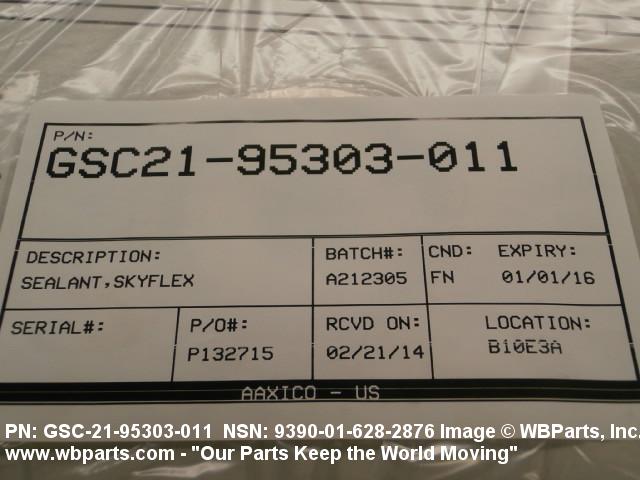 P/N:
GSC21-95303-011
DESCRIPTION:
SEALANT,SKYFLEX
BATCH#:
A212305
CND:
FN
EXPIRY:
01/01/16
SERIAL#:
P/O#:
P132715
RCVD ON:
02/21/14
LOCATION:
B10E3A
AAXICO - US
PN: GSC-21-95303-011 NSN: 9390-01-628-2876 Image © WBParts, Inc.
www.wbparts.com - "Our Parts Keep the World Moving"